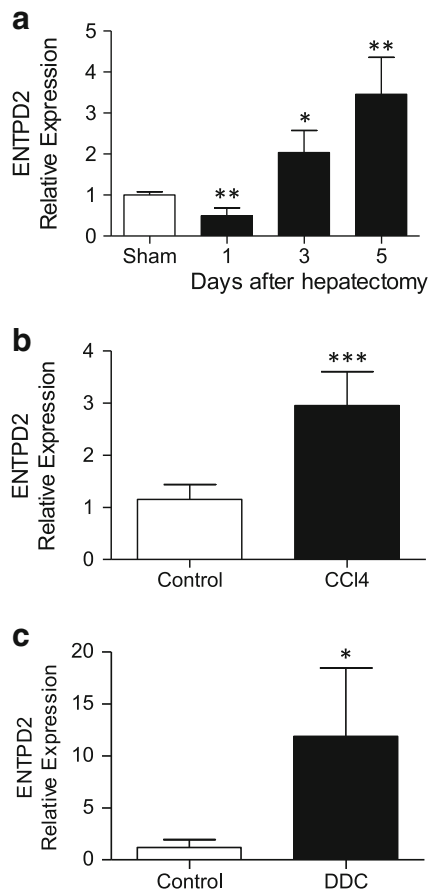 a
ENTPD2
Relative Expression
5
4
3
2
1
0
**
*
**
Sham 1 3 5
Days after hepatectomy
b
ENTPD2
Relative Expression
4
3
2
1
0
***
Control CCl4
c
ENTPD2
Relative Expression
20
15
10
5
0
*
Control DDC